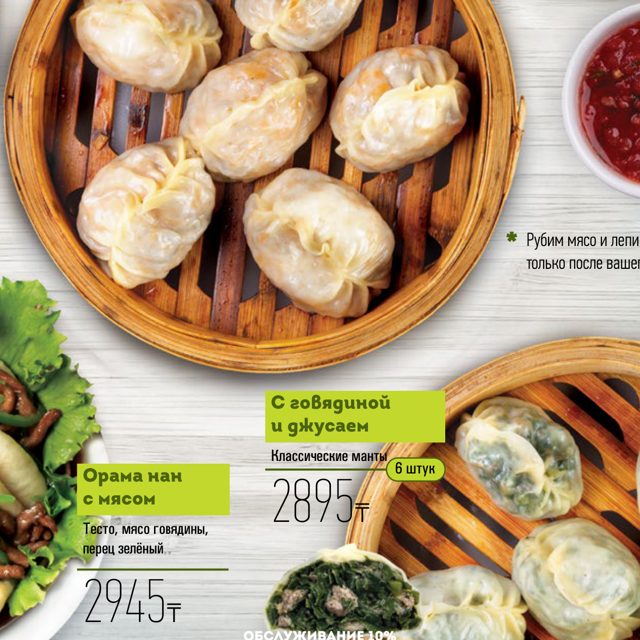 * Рубим мясо и лепи
только после вашег
С говядиной
и джусаем
Классические манты
6 штук
2895₸
Орама нан
с мясом
Тесто, мясо говядины,
перец зелёный
2945₸
ОБСЛУЖИВАНИЕ 10%